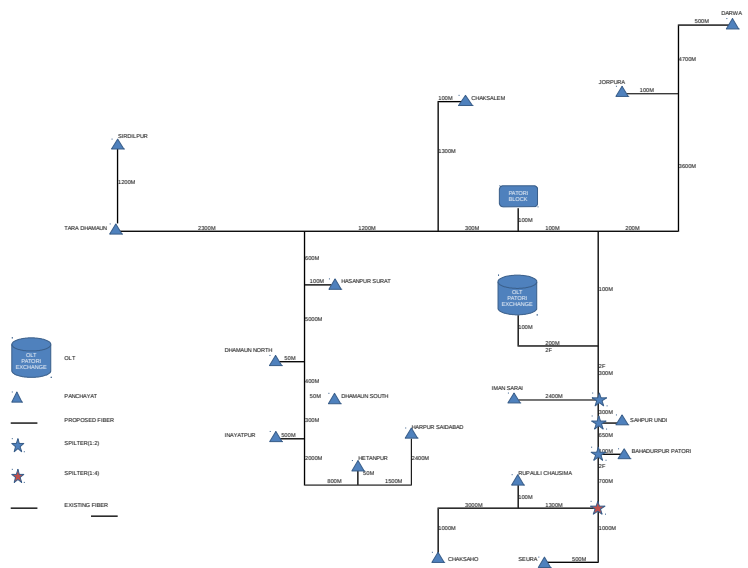 DARWA
500M
4700M
JORPURA
100M
100M
CHAKSALEM
SIRDILPUR
1300M
3600M
1200M
PATORI
BLOCK
100M
TARA DHAMAUN
2300M
1200M
300M
100M
200M
600M
100M
HASANPUR SURAT
100M
OLT
PATORI
EXCHANGE
5000M
100M
200M
2F
DHAMAUN NORTH
50M
OLT
PATORI
EXCHANGE
OLT
2F
300M
400M
IMAN SARAI
2400M
PANCHAYAT
50M
DHAMAUN SOUTH
300M
SAHPUR UNDI
PROPOSED FIBER
300M
HARPUR SAIDABAD
INAYATPUR
500M
650M
SPILTER(1:2)
BAHADURPUR PATORI
2000M
HETANPUR
2400M
2F
SPILTER(1:4)
50M
RUPAULI CHAUSIMA
800M
1500M
700M
100M
EXISTING FIBER
3000M
1300M
1000M
1000M
CHAKSAHO
SEURA
500M